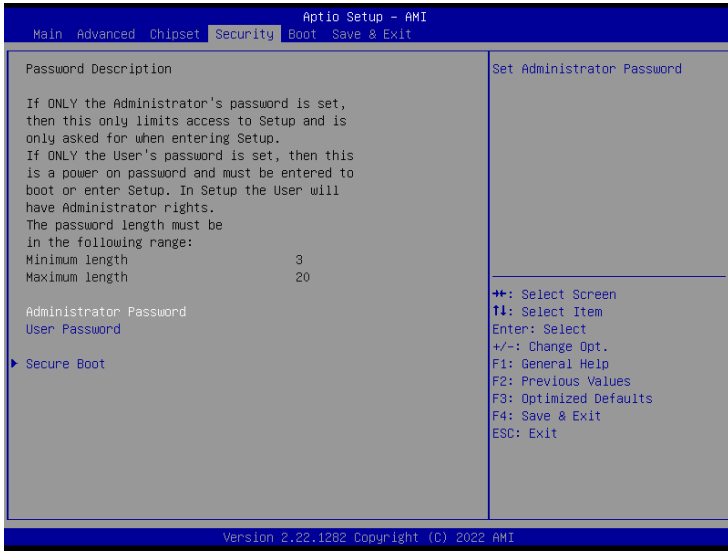 Aptio Setup – AMI
Main Advanced Chipset Security Boot Save & Exit
Password Description
If ONLY the Administrator's password is set,
then this only limits access to Setup and is
only asked for when entering Setup.
If ONLY the User's password is set, then this
is a power on password and must be entered to
boot or enter Setup. In Setup the User will
have Administrator rights.
The password length must be
in the following range:
Minimum length 3
Maximum length 20
Administrator Password
User Password
Secure Boot
Set Administrator Password
→←: Select Screen
↑↓: Select Item
Enter: Select
+/-: Change Opt.
F1: General Help
F2: Previous Values
F3: Optimized Defaults
F4: Save & Exit
ESC: Exit
Version 2.22.1282 Copyright (C) 2022 AMI